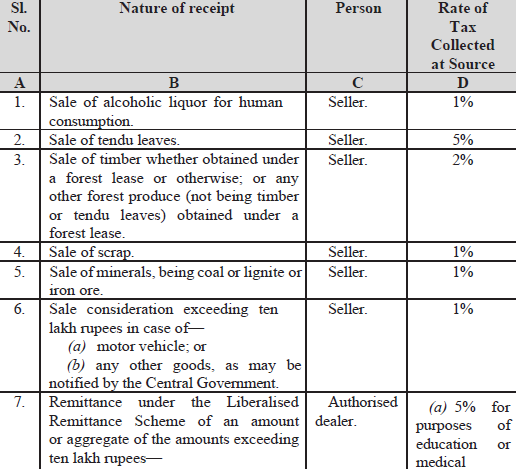 Sl. No. | Nature of receipt | Person | Rate of Tax Collected at Source
A | B | C | D
1. | Sale of alcoholic liquor for human | Seller. | 1%
consumption.
2. | Sale of tendu leaves. | Seller. | 5%
3. | Sale of timber whether obtained under | Seller. | 2%
a forest lease or otherwise; or any
other forest produce (not being timber
or tendu leaves) obtained under a
forest lease.
4. | Sale of scrap. | Seller. | 1%
5. | Sale of minerals, being coal or lignite or | Seller. | 1%
iron ore.
6. | Sale consideration exceeding ten | Seller. | 1%
lakh rupees in case of—
(a) motor vehicle; or
(b) any other goods, as may be
notified by the Central Government.
7. | Remittance under the Liberalised | Authorised | (a) 5% for
Remittance Scheme of an amount | dealer. | purposes of
or aggregate of the amounts exceeding | education or
ten lakh rupees— | medical